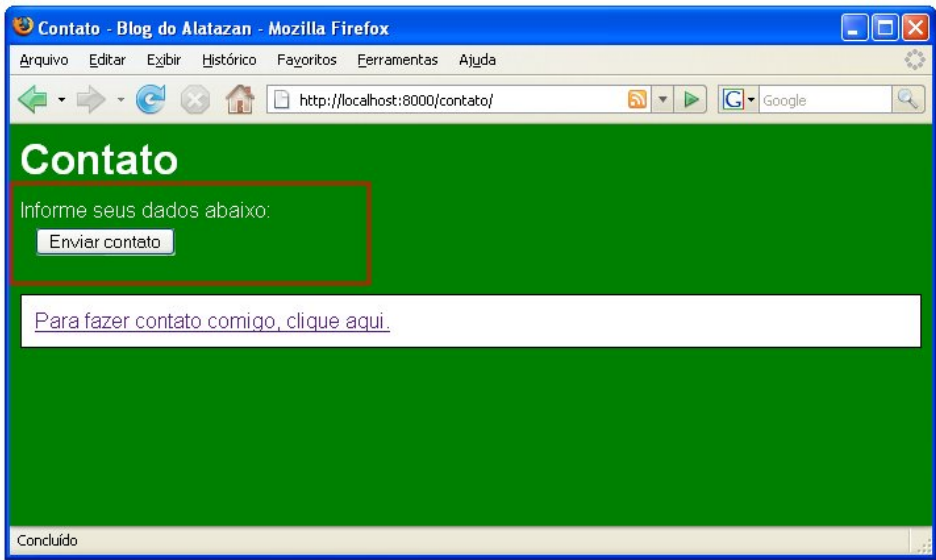 Contato - Blog do Alatazan - Mozilla Firefox
Arquivo Editar Exibir Histórico Favoritos Ferramentas Ajuda
http://localhost:8000/contato/ G Google
Contato
Informe seus dados abaixo:
Enviar contato
Para fazer contato comigo, clique aqui.
Concluído